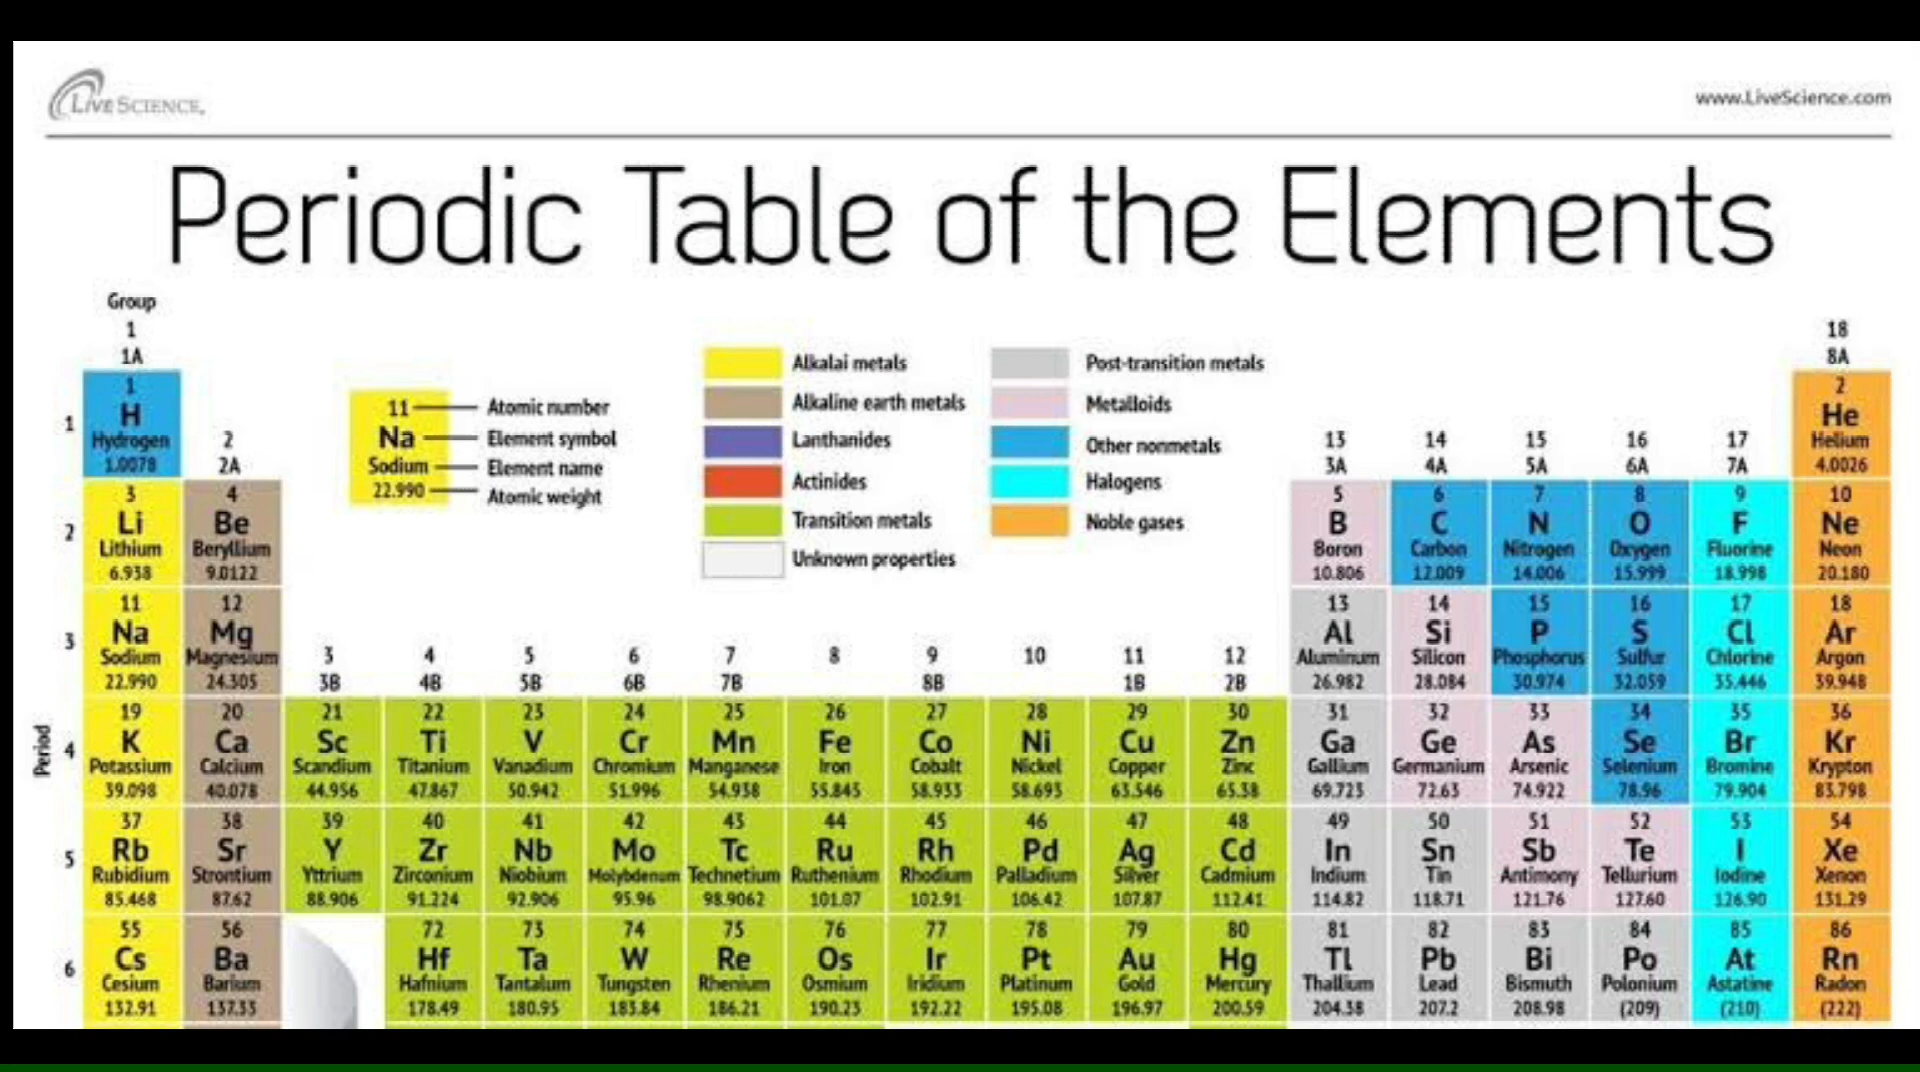 LIVESCIENCE.
www.LiveScience.com
Periodic Table of the Elements
Group
1 18
1A 8A
Alkalai metals Post-transition metals
1 2
11 Atomic number Alkaline earth metals Metalloids
H He
1 Na Element symbol Lanthanides Other nonmetals
Hydrogen 2 13 14 15 16 17 Helium
1.0078 2A 3A 4A 5A 6A 7A 4.0026
Sodium Element name Actinides Halogens
22.990 Atomic weight
3 4 5 6 7 8 9 10
2 Li Be Transition metals Noble gases B C N O F Ne
Lithium Beryllium Unknown properties Boron Carbon Nitrogen Oxygen Fluorine Neon
6.938 9.0122 10.806 12.009 14.006 15.999 18.998 20.180
11 12 13 14 15 16 17 18
3 Na Mg Al Si P S Cl Ar
Sodium Magnesium 3 4 5 6 7 8 9 10 11 12 Aluminum Silicon Phosphorus Sulfur Chlorine Argon
22.990 24.305 3B 4B 5B 6B 7B 8B 1B 2B 26.982 28.084 30.974 32.059 35.446 39.948
19 20 21 22 23 24 25 26 27 28 29 30 31 32 33 34 35 36
Period 4 K Ca Sc Ti V Cr Mn Fe Co Ni Cu Zn Ga Ge As Se Br Kr
Potassium Calcium Scandium Titanium Vanadium Chromium Manganese Iron Cobalt Nickel Copper Zinc Gallium Germanium Arsenic Selenium Bromine Krypton
39.098 40.078 44.956 47.867 50.942 51.996 54.938 55.845 58.933 58.693 63.546 65.38 69.723 72.63 74.922 78.96 79.904 83.798
37 38 39 40 41 42 43 44 45 46 47 48 49 50 51 52 53 54
5 Rb Sr Y Zr Nb Mo Tc Ru Rh Pd Ag Cd In Sn Sb Te I Xe
Rubidium Strontium Yttrium Zirconium Niobium Molybdenum Technetium Ruthenium Rhodium Palladium Silver Cadmium Indium Tin Antimony Tellurium Iodine Xenon
85.468 87.62 88.906 91.224 92.906 95.96 98.9062 101.07 102.91 106.42 107.87 112.41 114.82 118.71 121.76 127.60 126.90 131.29
55 56 72 73 74 75 76 77 78 79 80 81 82 83 84 85 86
6 Cs Ba Hf Ta W Re Os Ir Pt Au Hg Tl Pb Bi Po At Rn
Cesium Barium Hafnium Tantalum Tungsten Rhenium Osmium Iridium Platinum Gold Mercury Thallium Lead Bismuth Polonium Astatine Radon
132.91 137.33 178.49 180.95 183.84 186.21 190.23 192.22 195.08 196.97 200.59 204.38 207.2 208.98 (209) (210) (222)